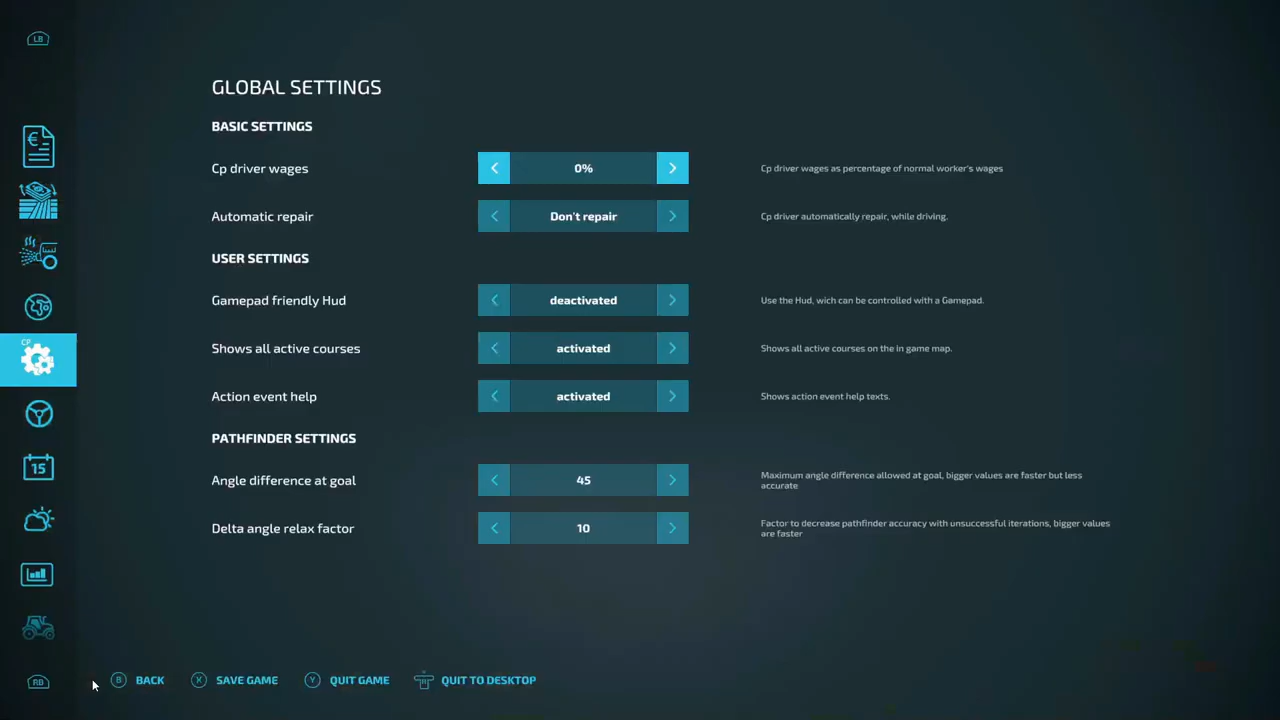 LB
GLOBAL SETTINGS
BASIC SETTINGS
Cp driver wages 0% Cp driver wages as percentage of normal worker's wages
Automatic repair Don't repair Cp driver automatically repair, while driving.
USER SETTINGS
Gamepad friendly Hud deactivated Use the Hud, wich can be controlled with a Gamepad.
CP
Shows all active courses activated Shows all active courses on the in game map.
Action event help activated Shows action event help texts.
PATHFINDER SETTINGS
15
Angle difference at goal 45 Maximum angle difference allowed at goal, bigger values are faster but less
accurate
Delta angle relax factor 10 Factor to decrease pathfinder accuracy with unsuccessful iterations, bigger values
are faster
RB B BACK X SAVE GAME Y QUIT GAME QUIT TO DESKTOP